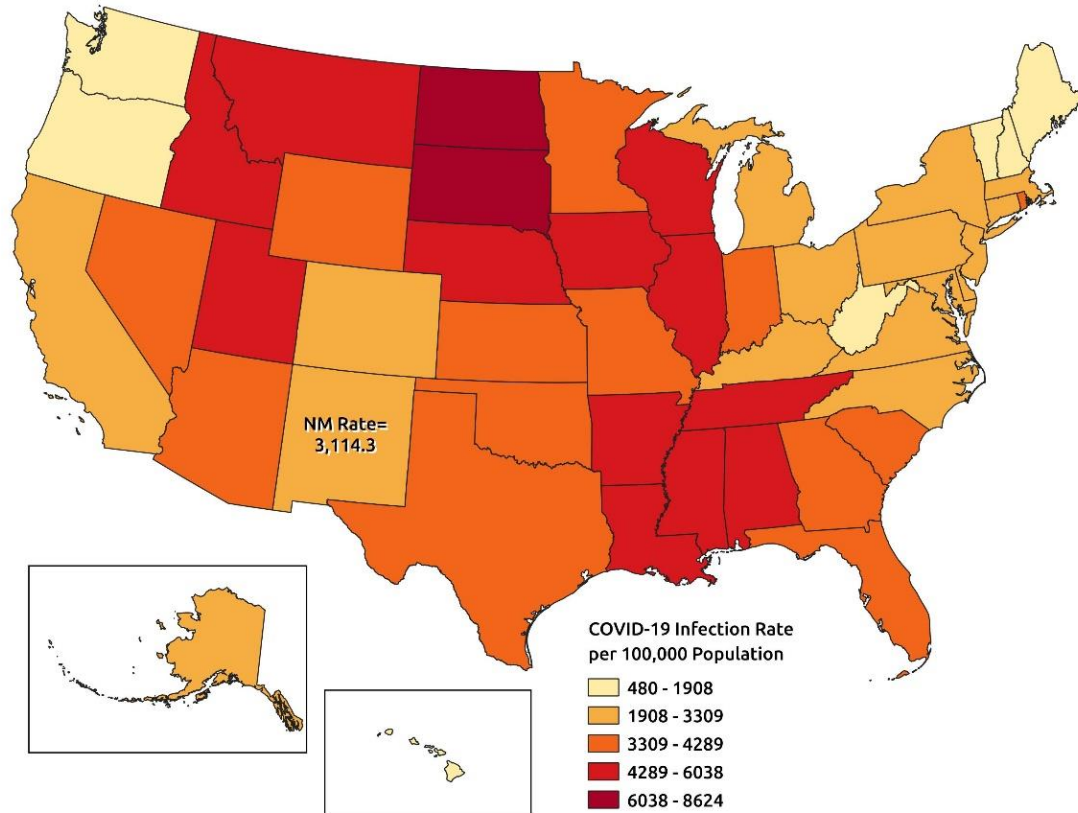 NM Rate=
3,114.3
COVID-19 Infection Rate
per 100,000 Population
480 - 1908
1908 - 3309
3309 - 4289
4289 - 6038
6038 - 8624